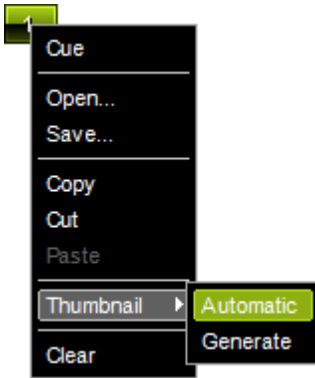 1
Cue
Open...
Save...
Copy
Cut
Paste
Thumbnail
Automatic
Generate
Clear